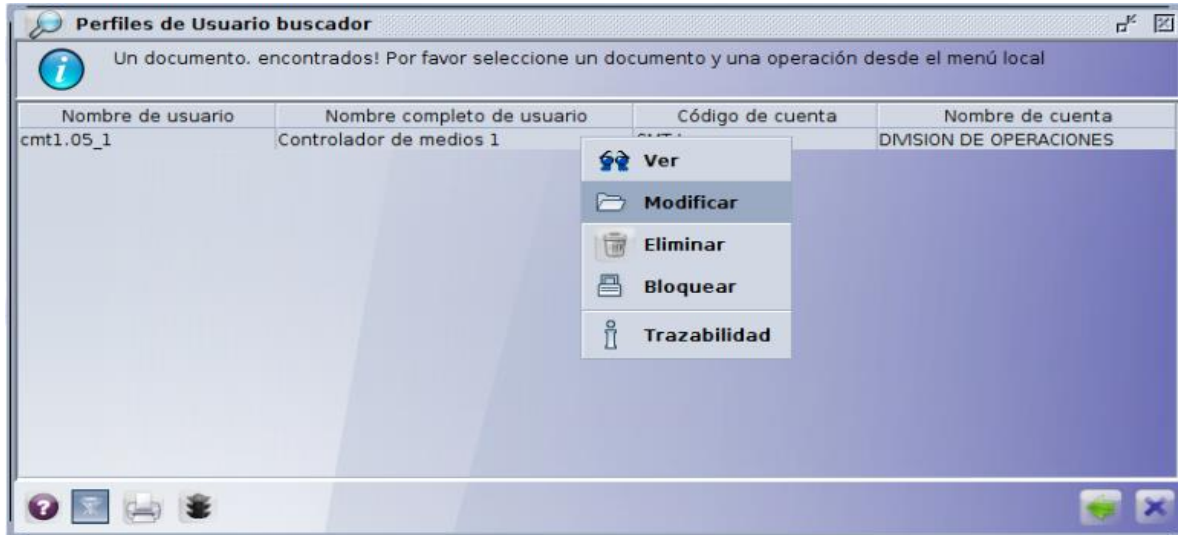 Perfiles de Usuario buscador
Un documento. encontrados! Por favor seleccione un documento y una operación desde el menú local
Nombre de usuario Nombre completo de usuario Código de cuenta Nombre de cuenta
cmt1.05_1 Controlador de medios 1 DIVISION DE OPERACIONES
Ver
Modificar
Eliminar
Bloquear
Trazabilidad